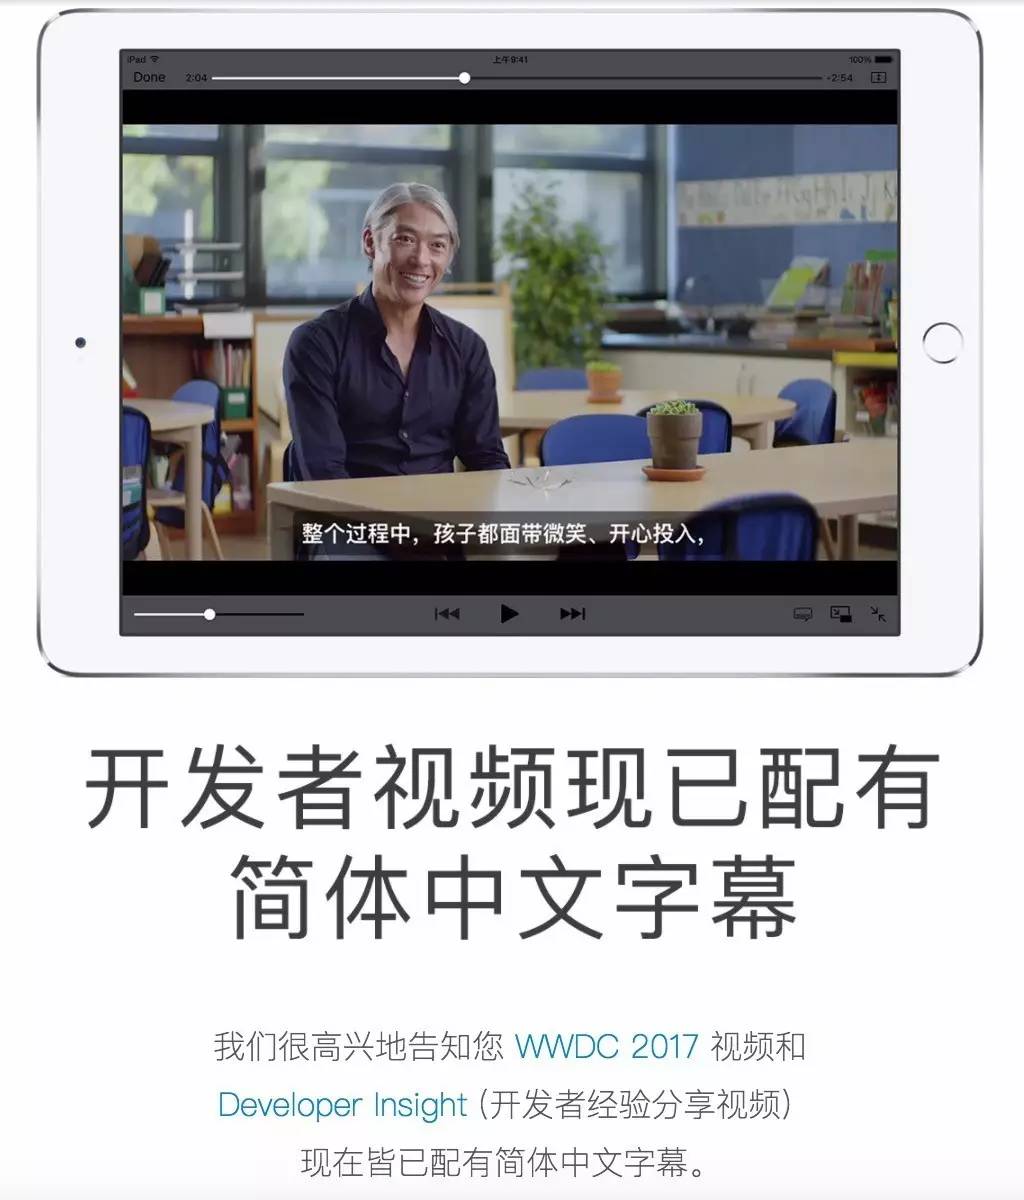 iPad 上午9:41 100%
Done 2:04 -2:54
整个过程中，孩子都面带微笑、开心投入，
开发者视频现已配有
简体中文字幕
我们很高兴地告知您 WWDC 2017 视频和
Developer Insight (开发者经验分享视频)
现在皆已配有简体中文字幕。